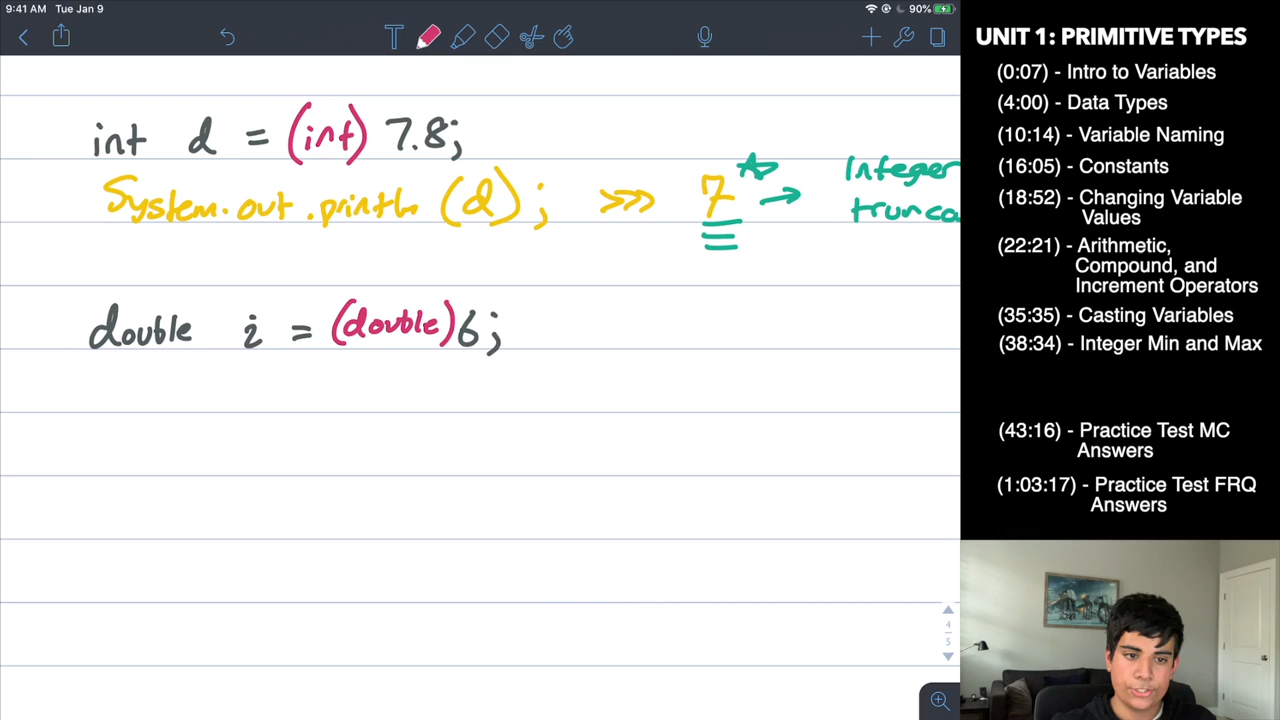 9:41 AM Tue Jan 9
90%
int d = (int) 7.8;
System.out.println (d) ; >>> 7 → Integer
double i = (double)6;
4
5
UNIT 1: PRIMITIVE TYPES
(0:07) - Intro to Variables
(4:00) - Data Types
(10:14) - Variable Naming
(16:05) - Constants
(18:52) - Changing Variable
Values
(22:21) - Arithmetic,
Compound, and
Increment Operators
(35:35) - Casting Variables
(38:34) - Integer Min and Max
(43:16) - Practice Test MC
Answers
(1:03:17) - Practice Test FRQ
Answers